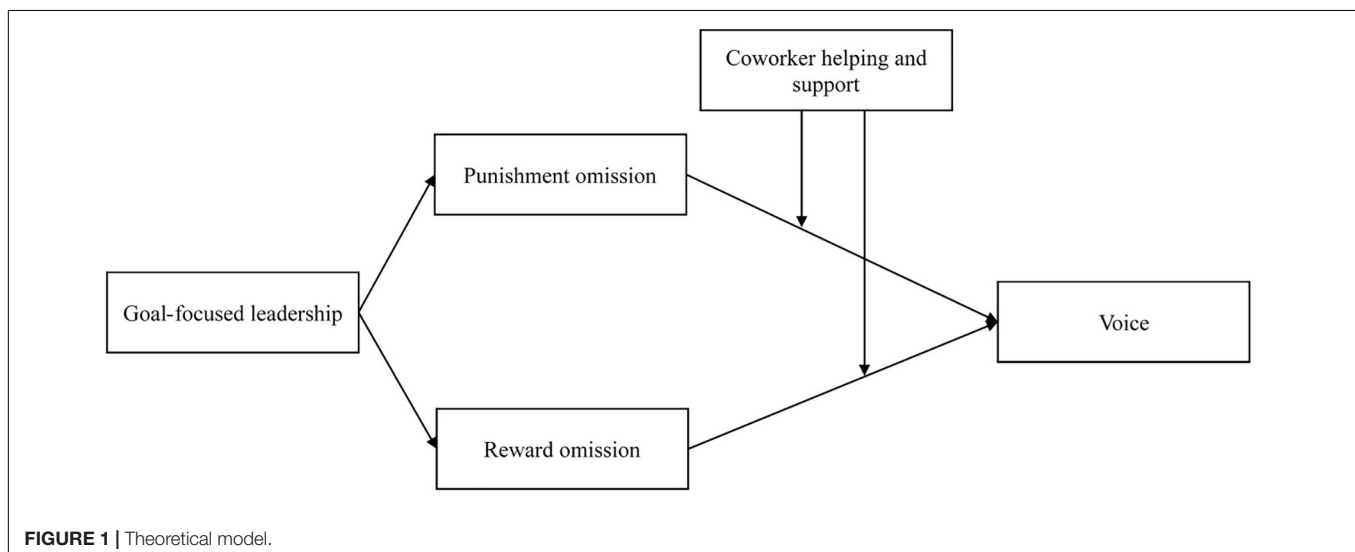 Coworker helping and
support
Punishment omission
Goal-focused leadership
Voice
Reward omission
FIGURE 1 | Theoretical model.